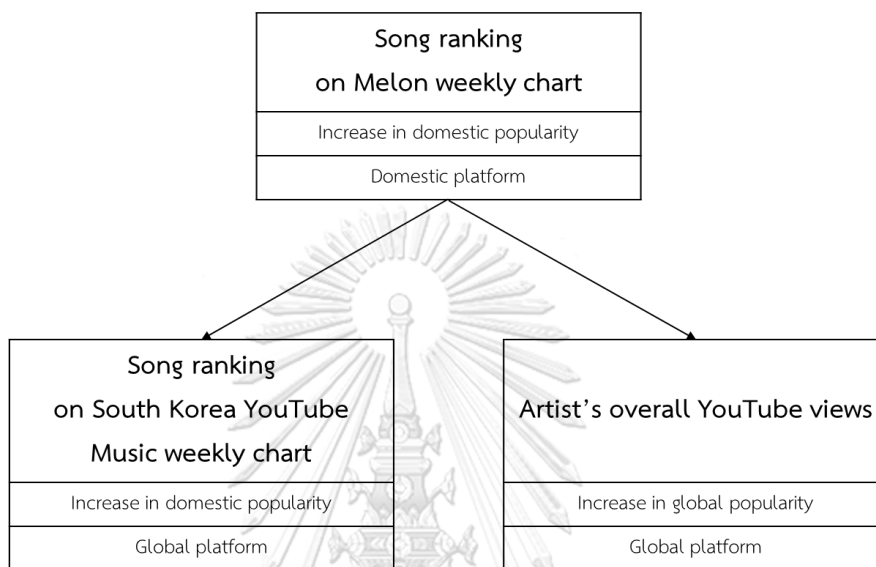 Song ranking
on Melon weekly chart
Increase in domestic popularity
Domestic platform
Song ranking
on South Korea YouTube
Music weekly chart
Increase in domestic popularity
Global platform
Artist's overall YouTube views
Increase in global popularity
Global platform